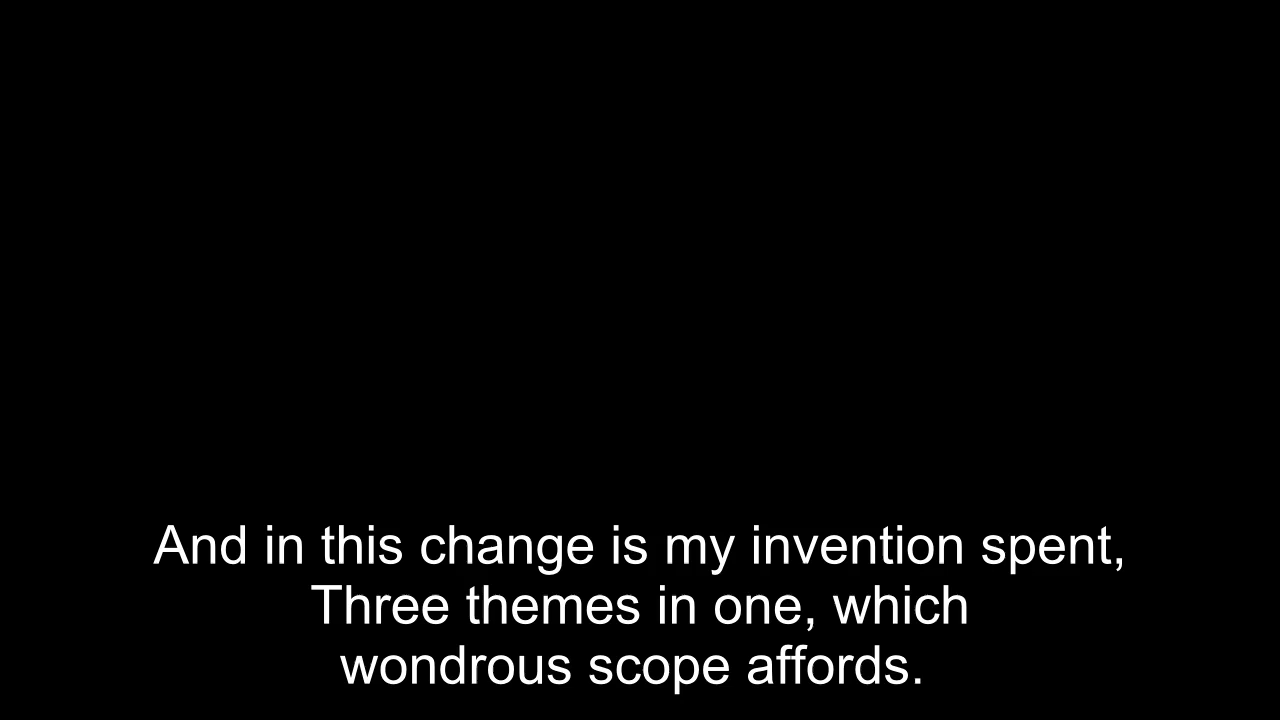 And in this change is my invention spent,
Three themes in one, which
wondrous scope affords.